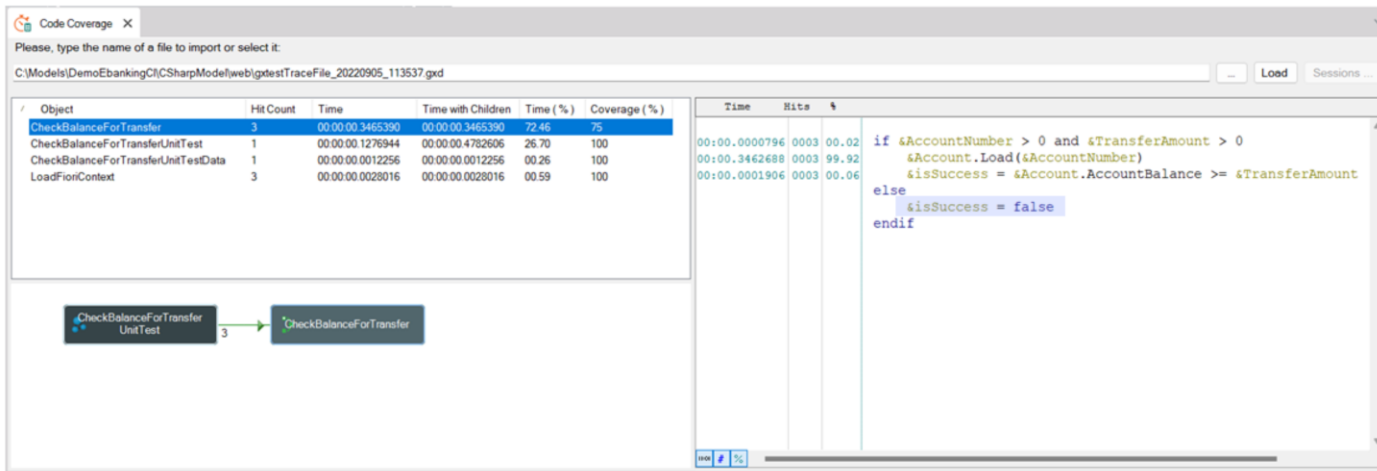 Code Coverage X
Please, type the name of a file to import or select it:
C:\Models\DemoEbankingCI\CSharpModel\web\gxtestTraceFile_20220905_113537.gxd ... Load Sessions ...
/ Object Hit Count Time Time with Children Time (%) Coverage (%)
CheckBalanceForTransfer 3 00:00:00.3465390 00:00:00.3465390 72.46 75
CheckBalanceForTransferUnitTest 1 00:00:00.1276944 00:00:00.4782606 26.70 100
CheckBalanceForTransferUnitTestData 1 00:00:00.0012256 00:00:00.0012256 00.26 100
LoadFioriContext 3 00:00:00.0028016 00:00:00.0028016 00.59 100
CheckBalanceForTransfer
UnitTest
3
CheckBalanceForTransfer
Time Hits %
00:00.0000796 0003 00.02 if &AccountNumber > 0 and &TransferAmount > 0
00:00.3462688 0003 99.92 &Account.Load(&AccountNumber)
00:00.0001906 0003 00.06 &isSuccess = &Account.AccountBalance >= &TransferAmount
else
&isSuccess = false
endif
# %